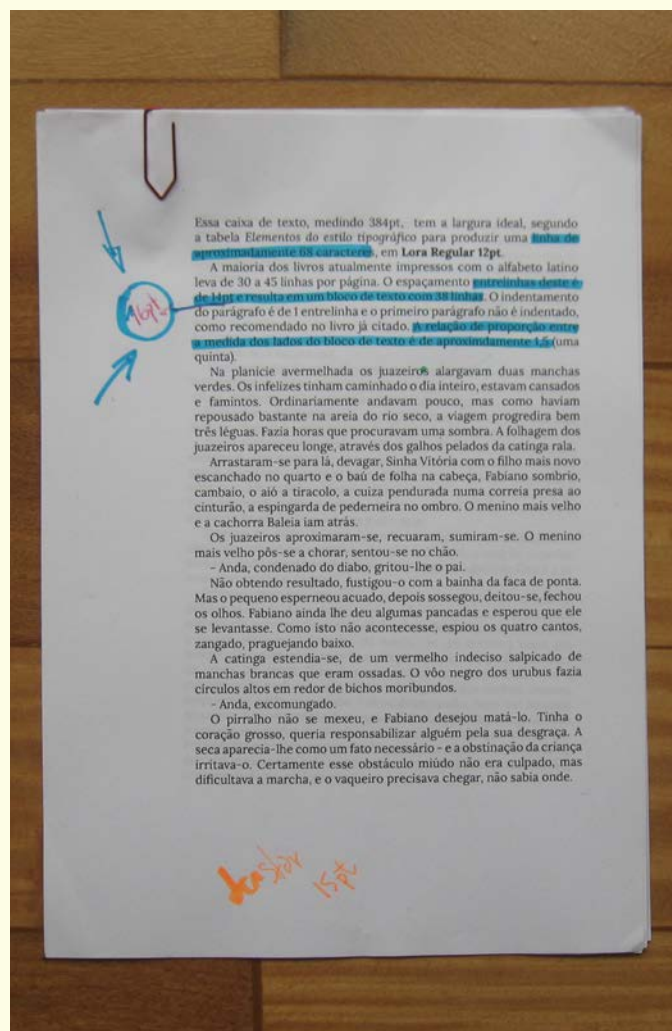 Essa caixa de texto, medindo 384pt, tem a largura ideal, segundo
a tabela Elementos do estilo tipográfico para produzir uma linha de
aproximadamente 68 caracteres, em Lora Regular 12pt.
A maioria dos livros atualmente impressos com o alfabeto latino
leva de 30 a 45 linhas por página. O espaçamento entrelinhas deste é
de 14pt e resulta em um bloco de texto com 38 linhas. O indentamento
16pt
do parágrafo é de 1 entrelinha e o primeiro parágrafo não é indentado,
como recomendado no livro já citado. A relação de proporção entre
a medida dos lados do bloco de texto é de aproximdamente 1,5 (uma
quinta).
Na planície avermelhada os juazeiros alargavam duas manchas
verdes. Os infelizes tinham caminhado o dia inteiro, estavam cansados
e famintos. Ordinariamente andavam pouco, mas como haviam
repousado bastante na areia do rio seco, a viagem progredira bem
três léguas. Fazia horas que procuravam uma sombra. A folhagem dos
juazeiros apareceu longe, através dos galhos pelados da catinga rala.
Arrastaram-se para lá, devagar, Sinha Vitória com o filho mais novo
escanchado no quarto e o baú de folha na cabeça, Fabiano sombrio,
cambaio, o aió a tiracolo, a cuiza pendurada numa correia presa ao
cinturão, a espingarda de pederneira no ombro. O menino mais velho
e a cachorra Baleia iam atrás.
Os juazeiros aproximaram-se, recuaram, sumiram-se. O menino
mais velho pôs-se a chorar, sentou-se no chão.
– Anda, condenado do diabo, gritou-lhe o pai.
Não obtendo resultado, fustigou-o com a bainha da faca de ponta.
Mas o pequeno esperneou acuado, depois sossegou, deitou-se, fechou
os olhos. Fabiano ainda lhe deu algumas pancadas e esperou que ele
se levantasse. Como isto não acontecesse, espiou os quatro cantos,
zangado, praguejando baixo.
A catinga estendia-se, de um vermelho indeciso salpicado de
manchas brancas que eram ossadas. O vôo negro dos urubus fazia
círculos altos em redor de bichos moribundos.
– Anda, excomungado.
O pirralho não se mexeu, e Fabiano desejou matá-lo. Tinha o
coração grosso, queria responsabilizar alguém pela sua desgraça. A
seca aparecia-lhe como um fato necessário – e a obstinação da criança
irritava-o. Certamente esse obstáculo miúdo não era culpado, mas
dificultava a marcha, e o vaqueiro precisava chegar, não sabia onde.
15pt